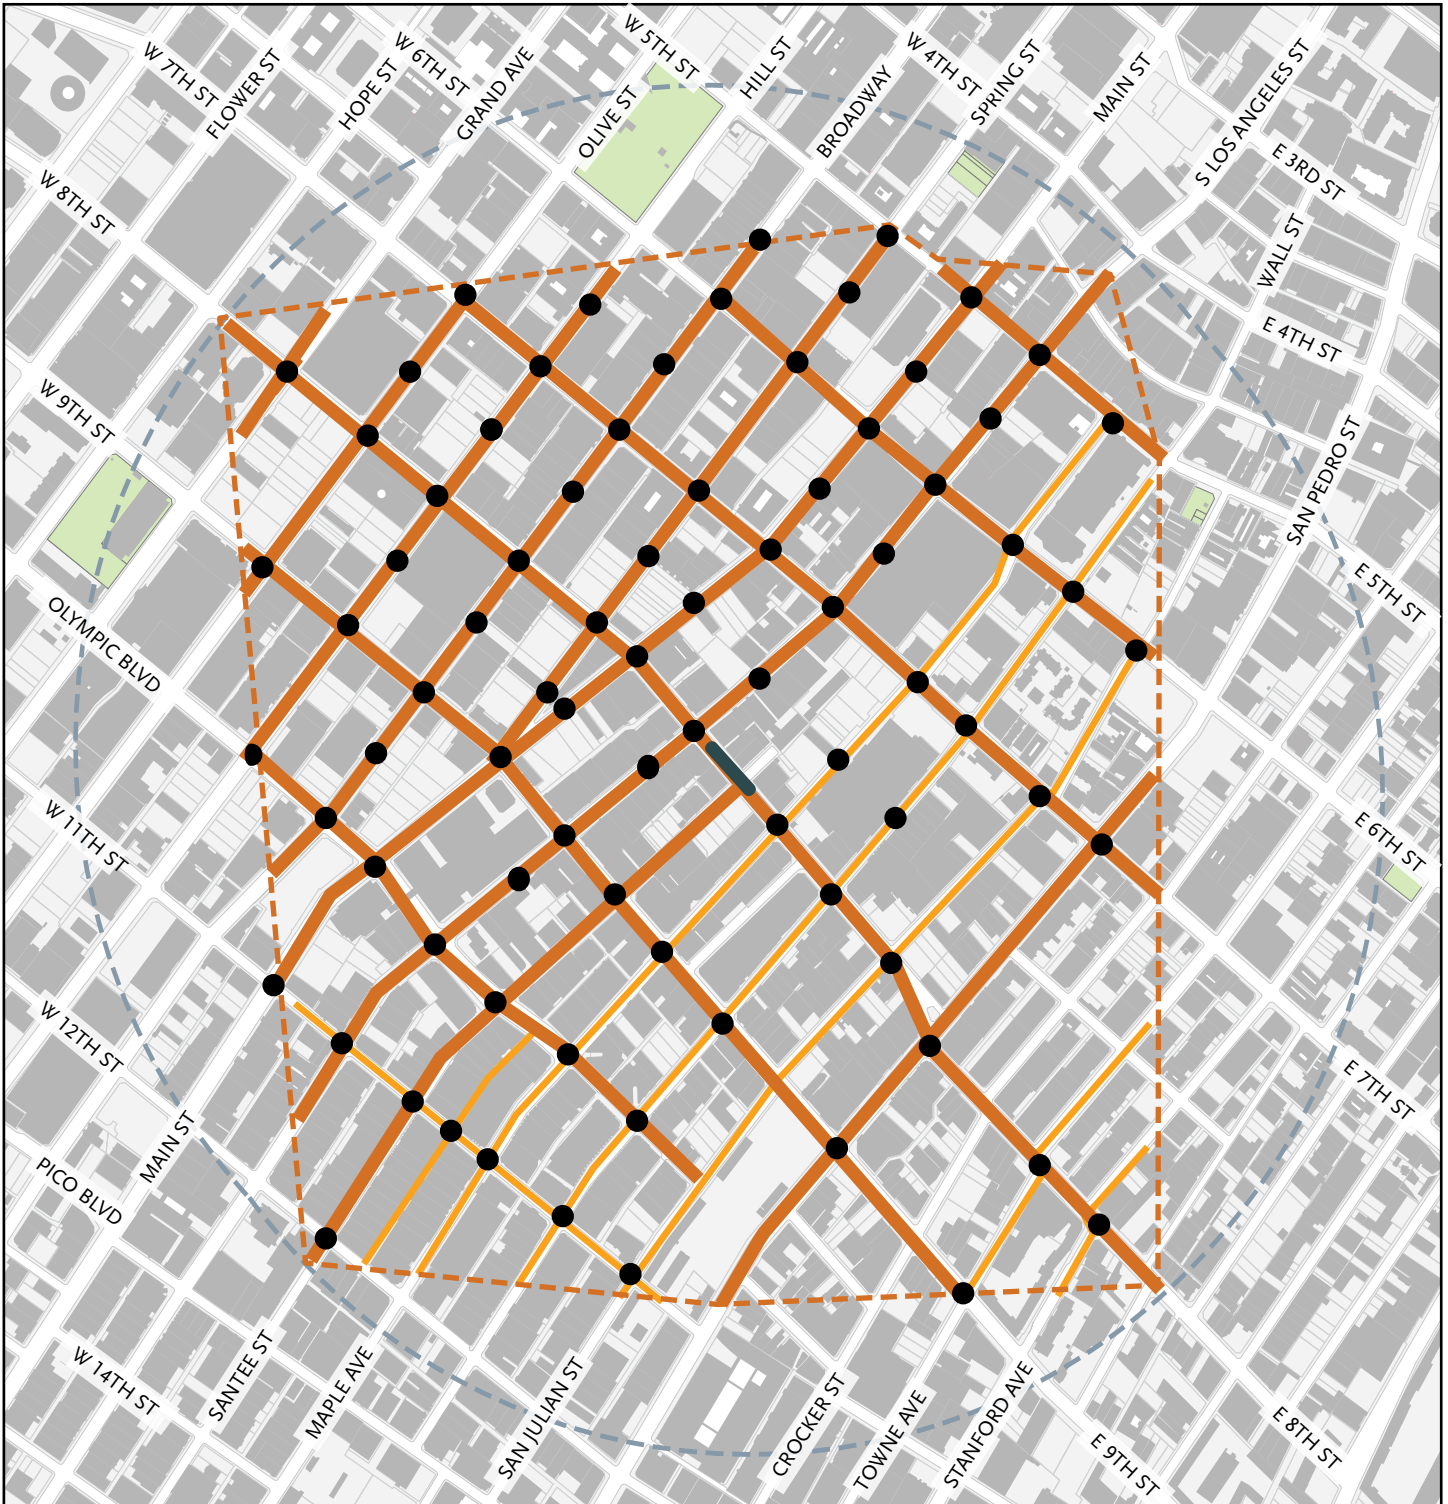 W 7TH ST
FLOWER ST
HOPE ST
W 6TH ST
GRAND AVE
OLIVE ST
W 5TH ST
HILL ST
BROADWAY
W 4TH ST
SPRING ST
MAIN ST
S LOS ANGELES ST
E 3RD ST
W 8TH ST
WALL ST
E 4TH ST
W 9TH ST
SAN PEDRO ST
E 5TH ST
OLYMPIC BLVD
W 11TH ST
E 6TH ST
W 12TH ST
E 7TH ST
MAIN ST
PICO BLVD
W 14TH ST
SANTEE ST
MAPLE AVE
SAN JULIAN ST
CROCKER ST
TOWNE AVE
STANFORD AVE
E 9TH ST
E 8TH ST